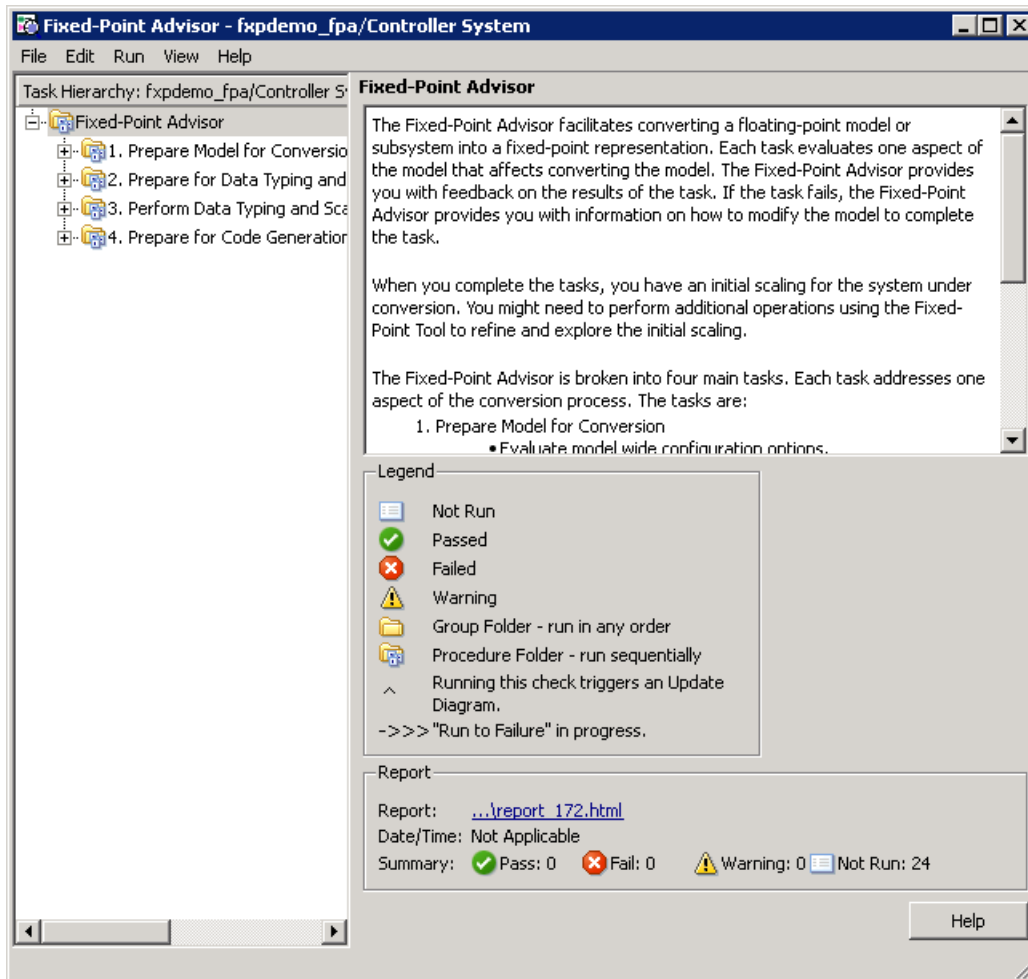 Fixed-Point Advisor - fxpdemo_fpa/Controller System
File Edit Run View Help
Task Hierarchy: fxpdemo_fpa/Controller S
Fixed-Point Advisor
1. Prepare Model for Conversio
2. Prepare for Data Typing and
3. Perform Data Typing and Sca
4. Prepare for Code Generation
Fixed-Point Advisor
The Fixed-Point Advisor facilitates converting a floating-point model or
subsystem into a fixed-point representation. Each task evaluates one aspect of
the model that affects converting the model. The Fixed-Point Advisor provides
you with feedback on the results of the task. If the task fails, the Fixed-Point
Advisor provides you with information on how to modify the model to complete
the task.
When you complete the tasks, you have an initial scaling for the system under
conversion. You might need to perform additional operations using the Fixed-
Point Tool to refine and explore the initial scaling.
The Fixed-Point Advisor is broken into four main tasks. Each task addresses one
aspect of the conversion process. The tasks are:
1. Prepare Model for Conversion
• Evaluate model wide configuration options.
Legend
Not Run
Passed
Failed
Warning
Group Folder - run in any order
Procedure Folder - run sequentially
^ Running this check triggers an Update
Diagram.
->>> "Run to Failure" in progress.
Report
Report: ...\report_172.html
Date/Time: Not Applicable
Summary: Pass: 0 Fail: 0 Warning: 0 Not Run: 24
Help